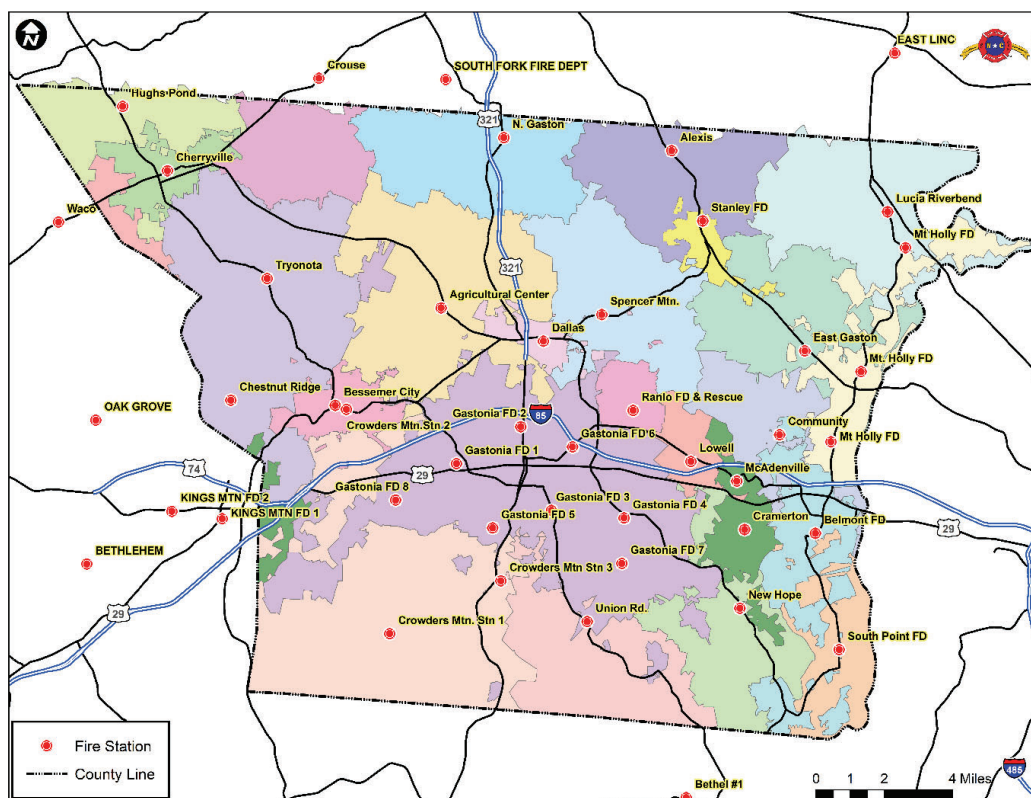 N
EAST LINC
N C
Crouse
SOUTH FORK FIRE DEPT
Hughs Pond
321
N. Gaston
Alexis
Cherryville
Lucia Riverbend
Stanley FD
Waco
Mt Holly FD
321
Tryonota
Agricultural Center
Spencer Mtn.
Dallas
East Gaston
Mt. Holly FD
Chestnut Ridge
Bessemer City
Ranlo FD & Rescue
OAK GROVE
Gastonia FD 2
85
Crowders Mtn.Stn 2
Gastonia FD 6
Community
Mt Holly FD
Gastonia FD 1
Lowell
74
29
McAdenville
Gastonia FD 8
KINGS MTN FD 2
Gastonia FD 3
Gastonia FD 4
KINGS MTN FD 1
Gastonia FD 5
Cramerton
Belmont FD
29
BETHLEHEM
Gastonia FD 7
Crowders Mtn Stn 3
29
Crowders Mtn. Stn 1
Union Rd.
New Hope
South Point FD
Fire Station
County Line
Bethel #1
485
0 1 2 4 Miles